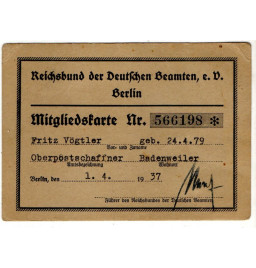 Reichsbund der Deutschen Beamten, e. V.
Berlin
Mitgliedskarte Nr. 566198 *
Fritz Vögtler geb. 24.4.79
Vor- und Zuname
Oberpostschaffner Badenweiler
Amtsbezeichnung Wohnort
Berlin, den 1. 4. 1937
Führer des Reichsbundes der Deutschen Beamten.